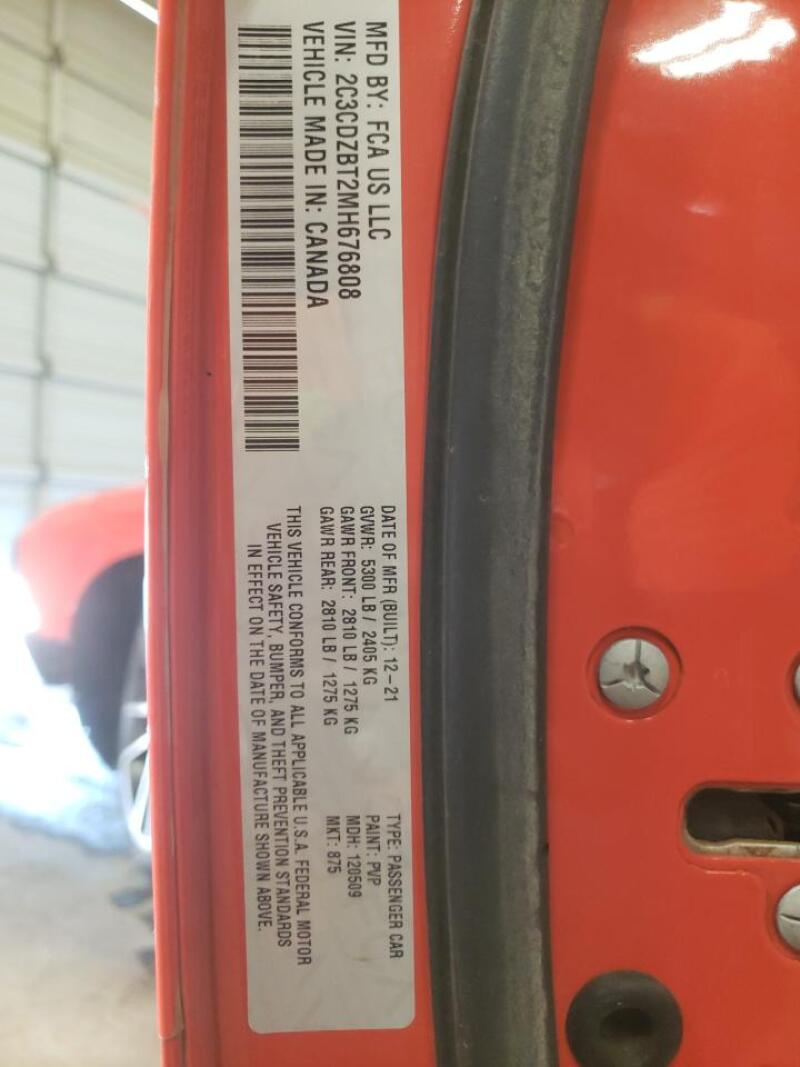 MFD BY: FCA US LLC
VIN: 2C3CDZBT2MH676808
VEHICLE MADE IN: CANADA
DATE OF MFR (BUILT): 12-21
GVWR: 5300 LB / 2405 KG
GAWR FRONT: 2810 LB / 1275 KG
GAWR REAR: 2810 LB / 1275 KG
TYPE: PASSENGER CAR
PAINT: PVP
MDH: 120509
MKT: 875
THIS VEHICLE CONFORMS TO ALL APPLICABLE U.S.A. FEDERAL MOTOR
VEHICLE SAFETY, BUMPER, AND THEFT PREVENTION STANDARDS
IN EFFECT ON THE DATE OF MANUFACTURE SHOWN ABOVE.